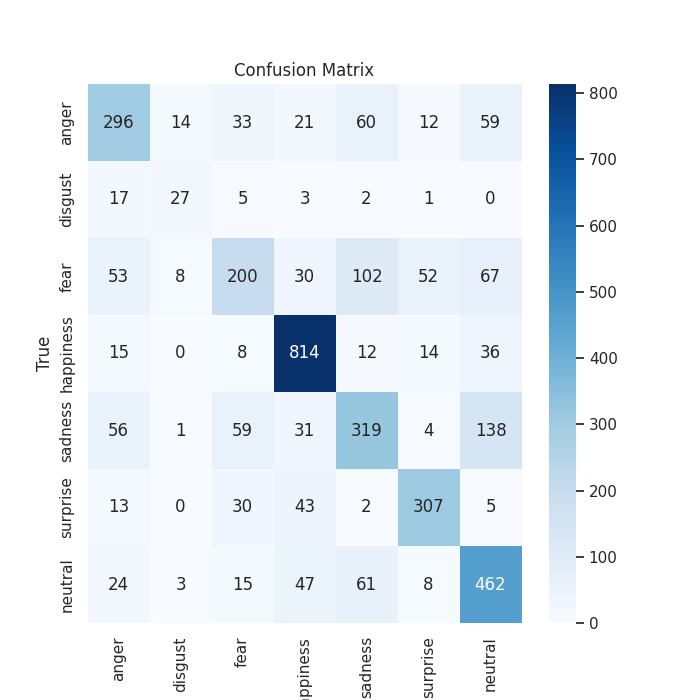 Confusion Matrix
True
anger 296 14 33 21 60 12 59
disgust 17 27 5 3 2 1 0
fear 53 8 200 30 102 52 67
happiness 15 0 8 814 12 14 36
sadness 56 1 59 31 319 4 138
surprise 13 0 30 43 2 307 5
neutral 24 3 15 47 61 8 462
anger disgust fear ppiness sadness surprise neutral
800
700
600
500
400
300
200
100
0